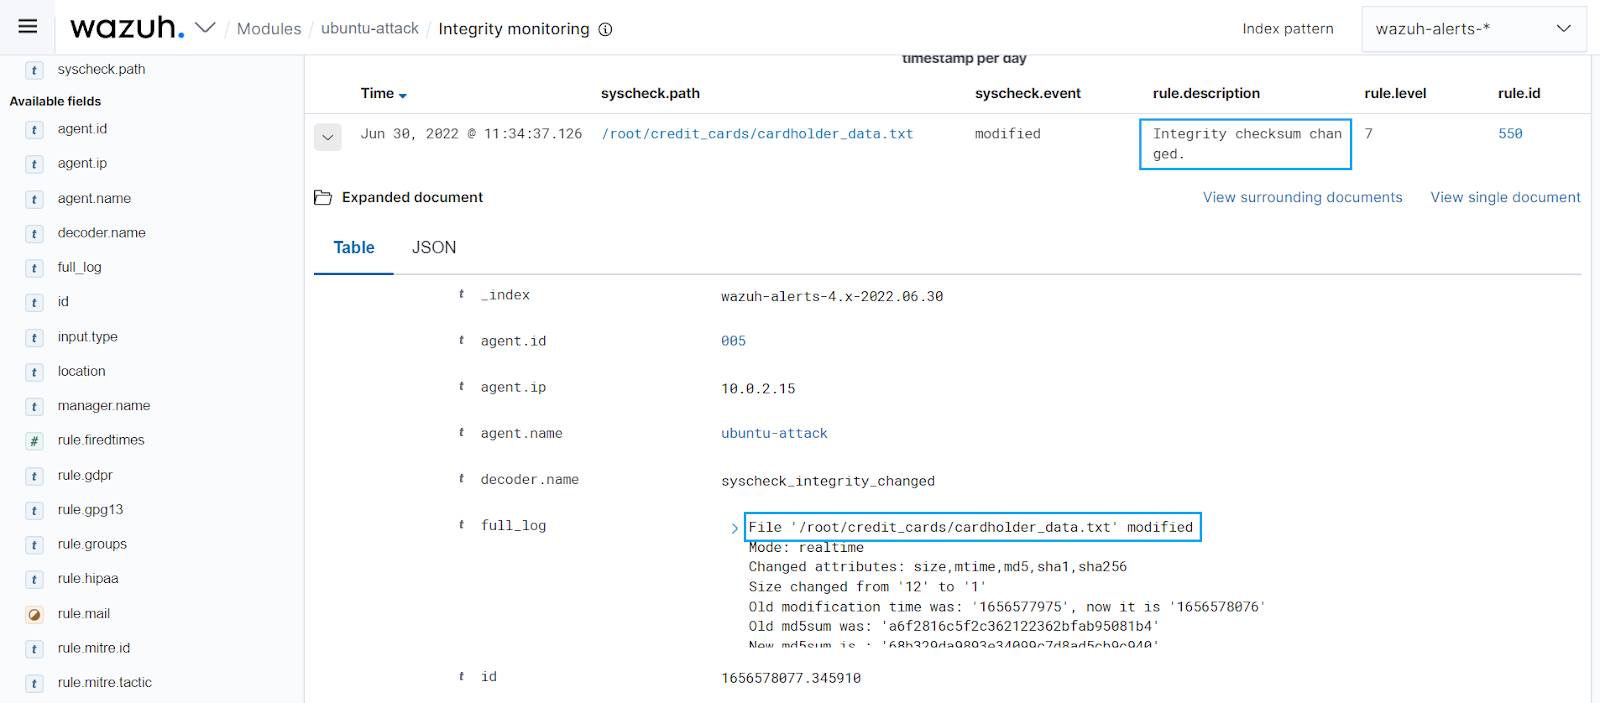 wazuh. / Modules / ubuntu-attack / Integrity monitoring Index pattern wazuh-alerts-*
t syscheck.path
Available fields
t agent.id
t agent.ip
t agent.name
t decoder.name
t full_log
t id
t input.type
t location
t manager.name
# rule.firedtimes
t rule.gdpr
t rule.gpg13
t rule.groups
t rule.hipaa
rule.mail
t rule.mitre.id
t rule.mitre.tactic
timestamp per day
Time syscheck.path syscheck.event rule.description rule.level rule.id
Jun 30, 2022 @ 11:34:37.126 /root/credit_cards/cardholder_data.txt modified Integrity checksum chan 7 550
ged.
Expanded document View surrounding documents View single document
Table JSON
t _index wazuh-alerts-4.x-2022.06.30
t agent.id 005
t agent.ip 10.0.2.15
t agent.name ubuntu-attack
t decoder.name syscheck_integrity_changed
t full_log File '/root/credit_cards/cardholder_data.txt' modified
Mode: realtime
Changed attributes: size,mtime,md5,sha1,sha256
Size changed from '12' to '1'
Old modification time was: '1656577975', now it is '1656578076'
Old md5sum was: 'a6f2816c5f2c362122362bfab95081b4'
New md5sum is : '68b329da9893e34099c7d8ad5cb9c940'
t id 1656578077.345910